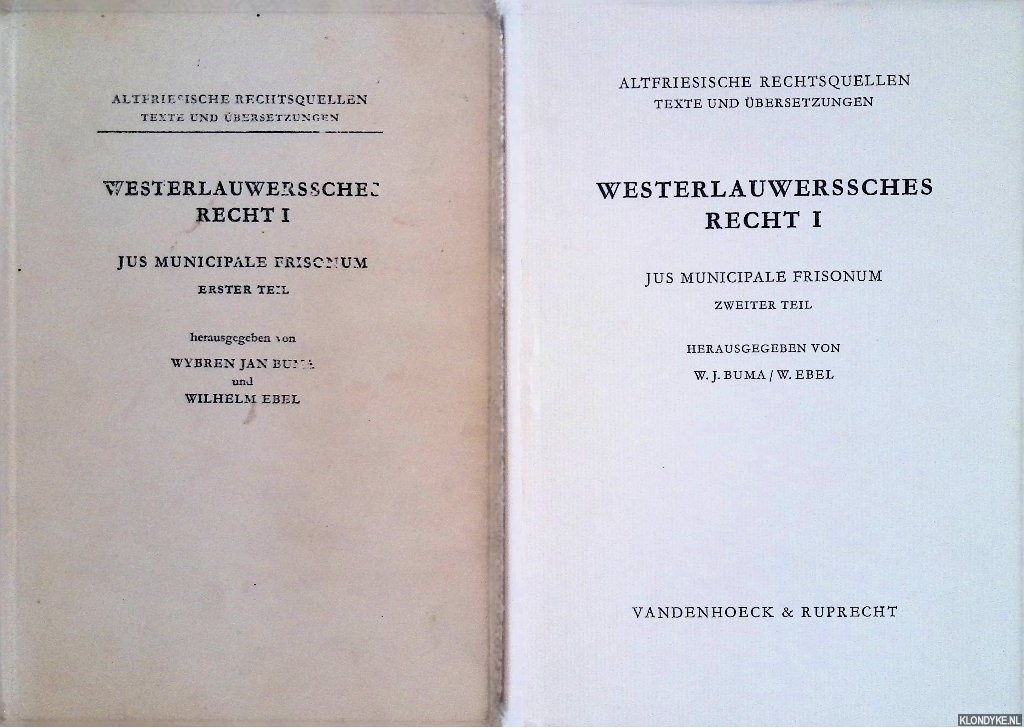 ALTFRIESISCHE RECHTSQUELLEN
TEXTE UND ÜBERSETZUNGEN
WESTERLAUWERSSCHES
RECHT I
JUS MUNICIPALE FRISONUM
ERSTER TEIL
herausgegeben von
WYBREN JAN BUMA
und
WILHELM EBEL
ALTFRIESISCHE RECHTSQUELLEN
TEXTE UND ÜBERSETZUNGEN
WESTERLAUWERSSCHES
RECHT I
JUS MUNICIPALE FRISONUM
ZWEITER TEIL
HERAUSGEGEBEN VON
W. J. BUMA / W. EBEL
VANDENHOECK & RUPRECHT
KLONDYKE.NL